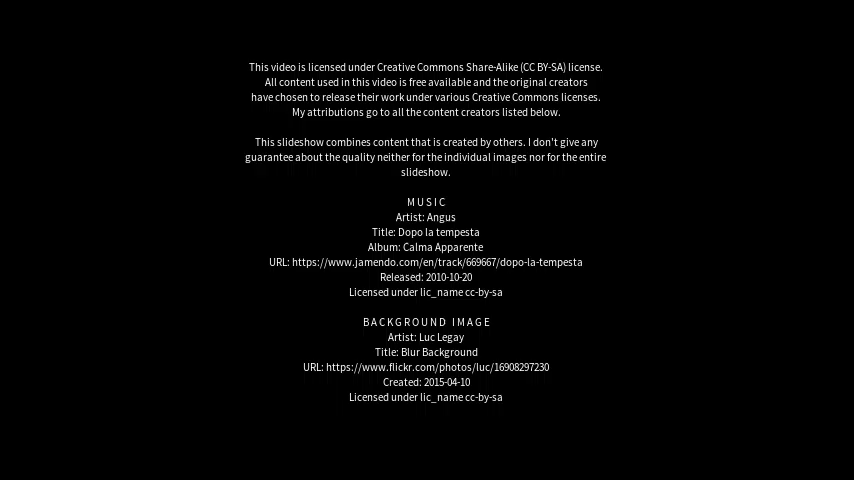 This video is licensed under Creative Commons Share-Alike (CC BY-SA) license.
All content used in this video is free available and the original creators
have chosen to release their work under various Creative Commons licenses.
My attributions go to all the content creators listed below.
This slideshow combines content that is created by others. I don't give any
guarantee about the quality neither for the individual images nor for the entire
slideshow.
MUSIC
Artist: Angus
Title: Dopo la tempesta
Album: Calma Apparente
URL: https://www.jamendo.com/en/track/669667/dopo-la-tempesta
Released: 2010-10-20
Licensed under lic_name cc-by-sa
BACKGROUND IMAGE
Artist: Luc Legay
Title: Blur Background
URL: https://www.flickr.com/photos/luc/16908297230
Created: 2015-04-10
Licensed under lic_name cc-by-sa